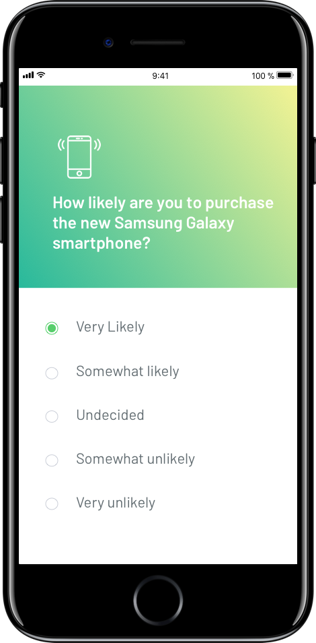 9:41 100 %
How likely are you to purchase
the new Samsung Galaxy
smartphone?
Very Likely
Somewhat likely
Undecided
Somewhat unlikely
Very unlikely